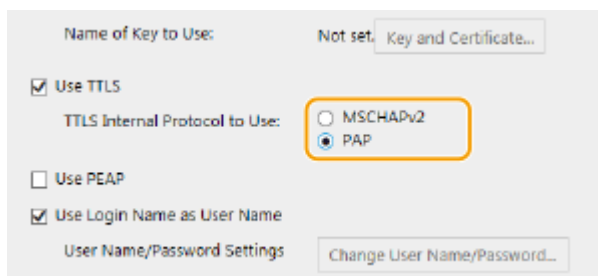 Name of Key to Use: Not set. Key and Certificate...
Use TTLS
TTLS Internal Protocol to Use: MSCHAPv2
PAP
Use PEAP
Use Login Name as User Name
User Name/Password Settings Change User Name/Password...